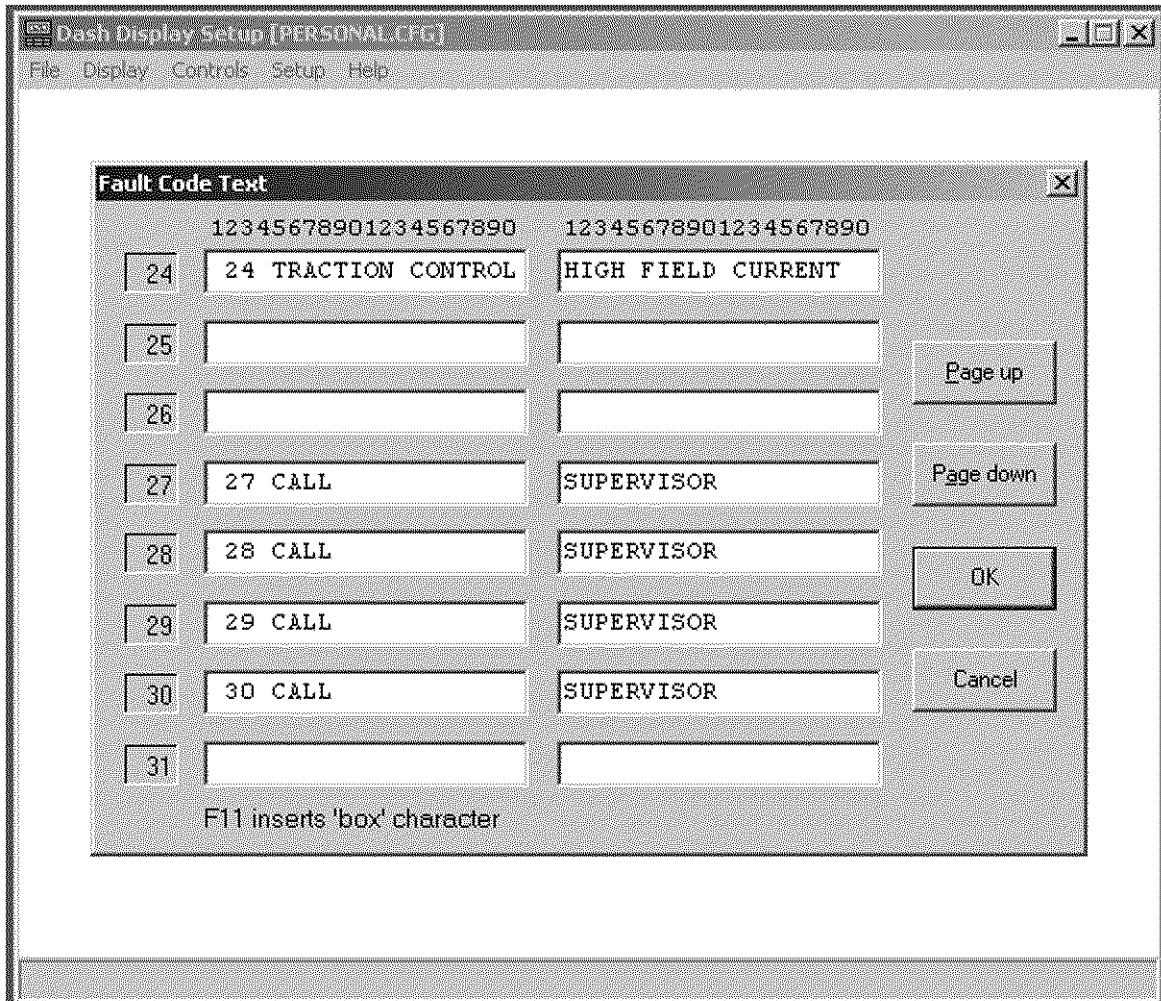 Dash Display Setup [PERSONAL.CFG]
File Display Controls Setup Help
Fault Code Text
12345678901234567890 12345678901234567890
24 24 TRACTION CONTROL HIGH FIELD CURRENT
25
Page up
26
27 27 CALL SUPERVISOR Page down
28 28 CALL SUPERVISOR
OK
29 29 CALL SUPERVISOR
30 30 CALL SUPERVISOR Cancel
31
F11 inserts 'box' character